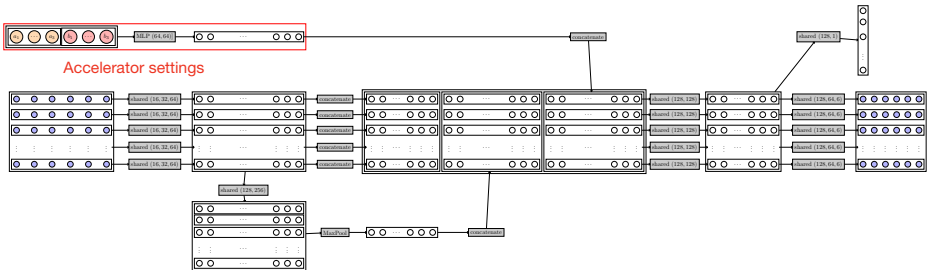 MLP (64, 64)]
concatenate
shared (128, 1)
Accelerator settings
shared (16, 32, 64) concatenate shared (128, 128) shared (128, 64, 6)
shared (16, 32, 64) concatenate shared (128, 128) shared (128, 64, 6)
shared (16, 32, 64) concatenate shared (128, 128) shared (128, 64, 6)
shared (16, 32, 64) concatenate shared (128, 128) shared (128, 64, 6)
shared (16, 32, 64) concatenate shared (128, 128) shared (128, 64, 6)
shared (128, 256)
MaxPool
concatenate